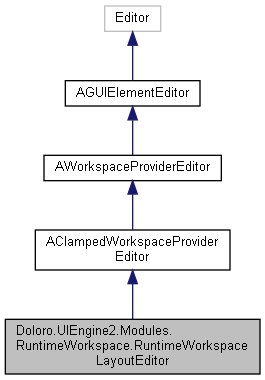 Editor
AGUIElementEditor
AWorkspaceProviderEditor
AClampedWorkspaceProvider
Editor
Doloro.UIEngine2.Modules.
RuntimeWorkspace.RuntimeWorkspace
LayoutEditor